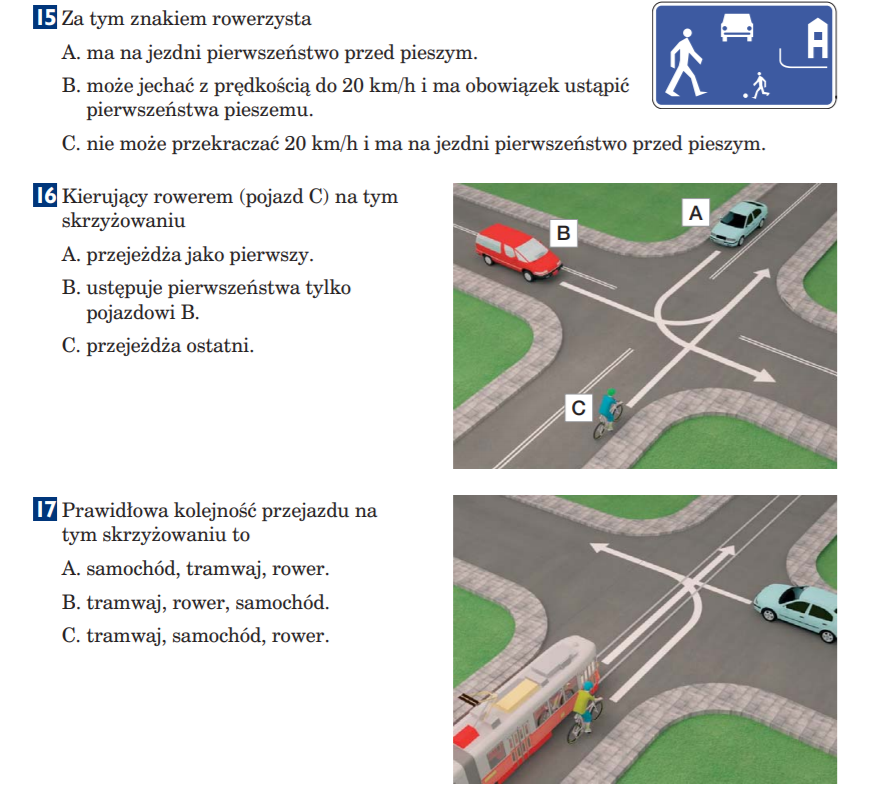 15 Za tym znakiem rowerzysta
A. ma na jezdni pierwszeństwo przed pieszym.
B. może jechać z prędkością do 20 km/h i ma obowiązek ustąpić
pierwszeństwa pieszemu.
C. nie może przekraczać 20 km/h i ma na jezdni pierwszeństwo przed pieszym.
16 Kierujący rowerem (pojazd C) na tym
skrzyżowaniu
A. przejeżdża jako pierwszy.
B. ustępuje pierwszeństwa tylko
pojazdowi B.
C. przejeżdża ostatni.
A
B
C
17 Prawidłowa kolejność przejazdu na
tym skrzyżowaniu to
A. samochód, tramwaj, rower.
B. tramwaj, rower, samochód.
C. tramwaj, samochód, rower.